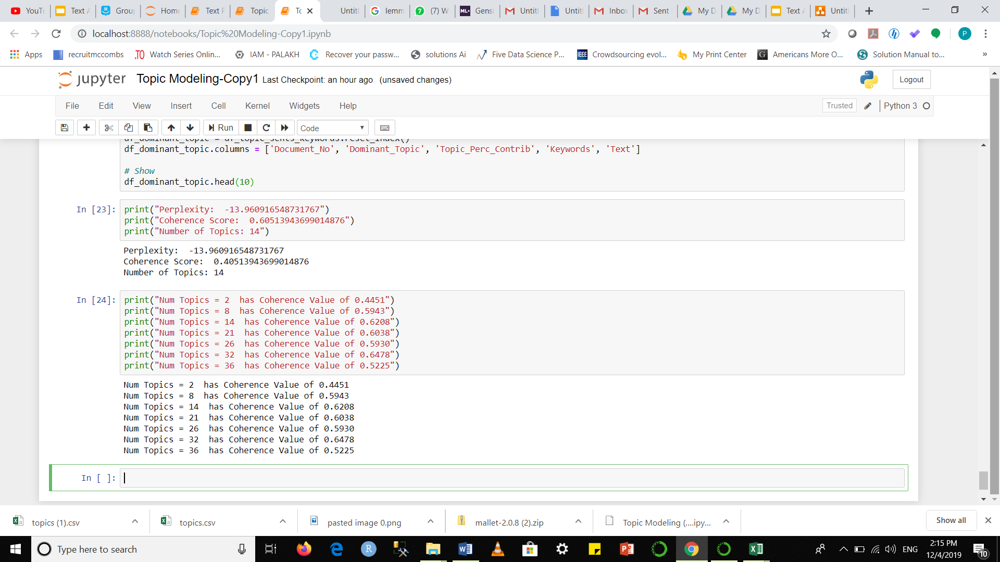 YouTu
Text A
Group
Home
Text P
Topic
To
Untitl
lemm
(7) W
Gensi
Untitl
Untitl
Inbox
Sent
My D
My D
Text A
Untitl
localhost:8888/notebooks/Topic%20Modeling-Copy1.ipynb
P
Apps
recruitmccombs
Watch Series Onlin...
IAM - PALAKH
Recover your passw...
solutions Ai
Five Data Science P...
IEEE
Crowdsourcing evol...
My Print Center
G
Americans More O...
Solution Manual to...
»
jupyter Topic Modeling-Copy1 Last Checkpoint: an hour ago (unsaved changes)
Logout
File Edit View Insert Cell Kernel Widgets Help
Trusted
Python 3
Run
Code
df_dominant_topic = df_topic_sents_keywords.reset_index()
df_dominant_topic.columns = ['Document_No', 'Dominant_Topic', 'Topic_Perc_Contrib', 'Keywords', 'Text']
# Show
df_dominant_topic.head(10)
In [23]:
print("Perplexity:  -13.960916548731767")
print("Coherence Score:  0.60513943699014876")
print("Number of Topics: 14")
Perplexity:  -13.960916548731767
Coherence Score:  0.40513943699014876
Number of Topics: 14
In [24]:
print("Num Topics = 2  has Coherence Value of 0.4451")
print("Num Topics = 8  has Coherence Value of 0.5943")
print("Num Topics = 14  has Coherence Value of 0.6208")
print("Num Topics = 21  has Coherence Value of 0.6038")
print("Num Topics = 26  has Coherence Value of 0.5930")
print("Num Topics = 32  has Coherence Value of 0.6478")
print("Num Topics = 36  has Coherence Value of 0.5225")
Num Topics = 2  has Coherence Value of 0.4451
Num Topics = 8  has Coherence Value of 0.5943
Num Topics = 14  has Coherence Value of 0.6208
Num Topics = 21  has Coherence Value of 0.6038
Num Topics = 26  has Coherence Value of 0.5930
Num Topics = 32  has Coherence Value of 0.6478
Num Topics = 36  has Coherence Value of 0.5225
In [ ]:
topics (1).csv
topics.csv
pasted image 0.png
mallet-2.0.8 (2).zip
Topic Modeling (....ipy...
Show all
Type here to search
ENG
2:15 PM
12/4/2019
10